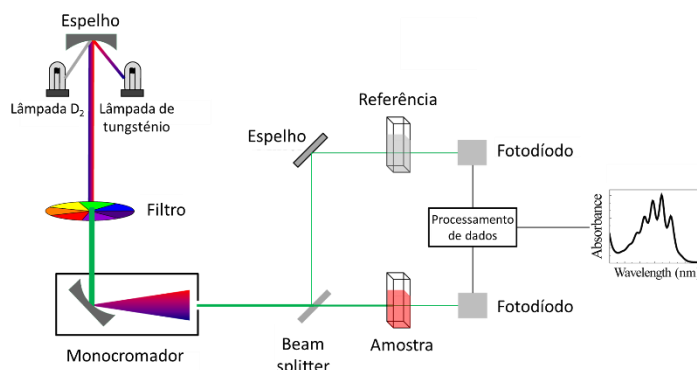 Espelho
Lâmpada D2
Lâmpada de
tungsténio
Filtro
Monocromador
Espelho
Referência
Fotodíodo
Processamento
de dados
Fotodíodo
Beam
splitter
Amostra
Absorbance
Wavelength (nm